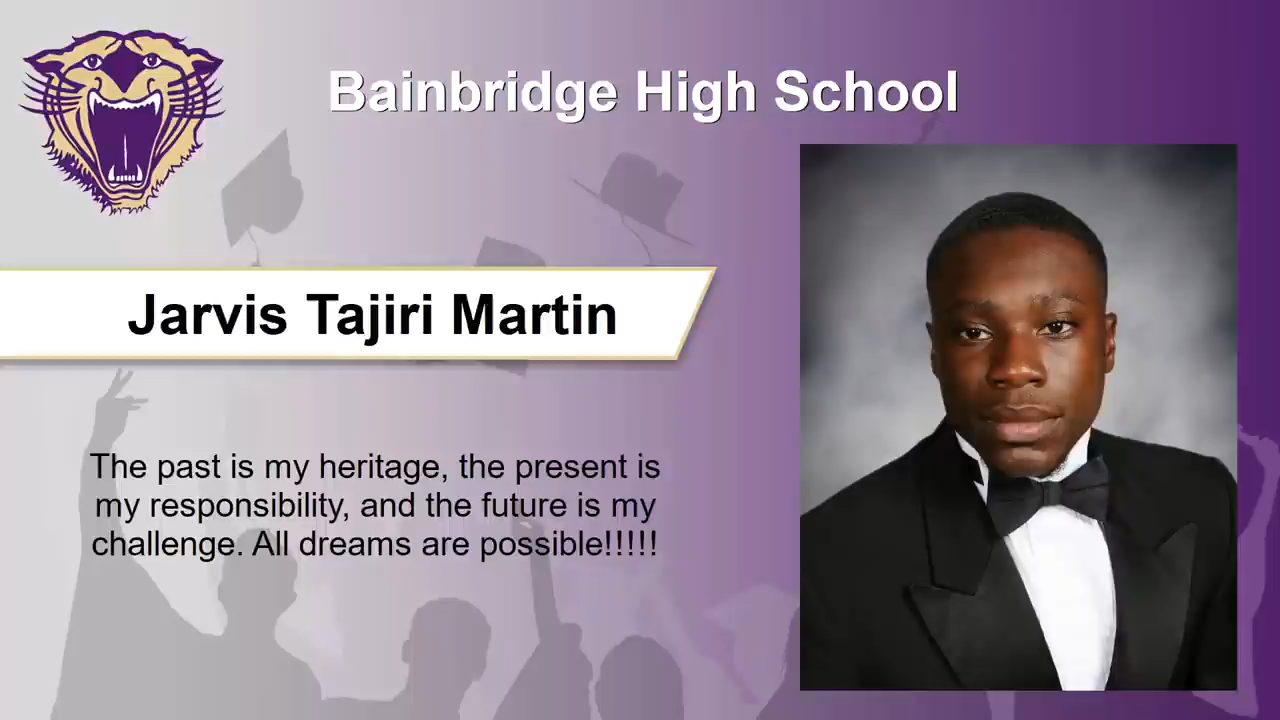 Bainbridge High School
Jarvis Tajiri Martin
The past is my heritage, the present is
my responsibility, and the future is my
challenge. All dreams are possible!!!!!